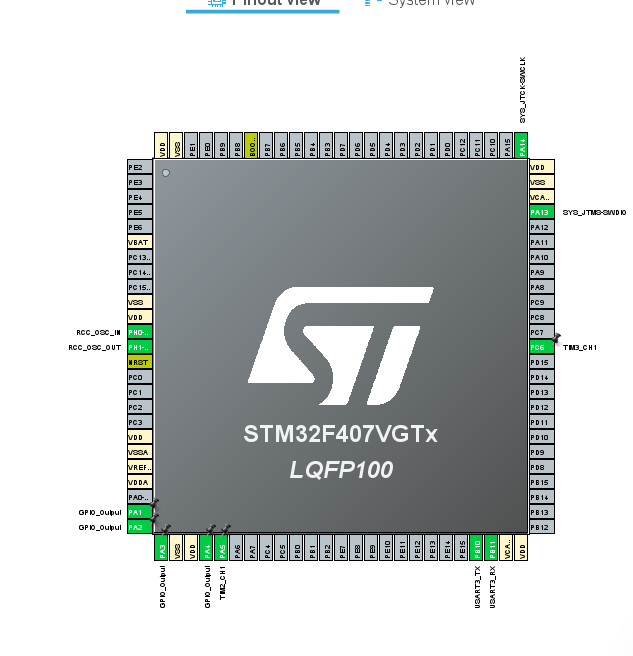 Pinout view System view
SYS_JTCK-SWCLK
VDD VSS PE1 PE0 PB9 PB8 BOO.. PB7 PB6 PB5 PB4 PB3 PD7 PD6 PD5 PD4 PD3 PD2 PD1 PD0 PC12 PC11 PC10 PA15 PA14
PE2 VDD
PE3 VSS
PE4 VCA..
PE5 PA13 SYS_JTMS-SWDIO
PE6 PA12
VBAT PA11
PC13.. PA10
PC14.. PA9
PC15.. PA8
VSS PC9
VDD PC8
RCC_OSC_IN PH0-.. PC7
RCC_OSC_OUT PH1-.. PC6 TIM3_CH1
NRST PD15
PC0 PD14
PC1 PD13
PC2 PD12
PC3 PD11
VDD PD10
VSSA PD9
VREF.. PD8
VDDA PB15
PA0-.. PB14
GPIO_Output PA1 PB13
GPIO_Output PA2 PB12
ST
STM32F407VGTx
LQFP100
PA3 VSS VDD PA4 PA5 PA6 PA7 PC4 PC5 PB0 PB1 PB2 PE7 PE8 PE9 PE10 PE11 PE12 PE13 PE14 PE15 PB10 PB11 VCA.. VDD
GPIO_Output GPIO_Output TIM2_CH1 USART3_TX USART3_RX